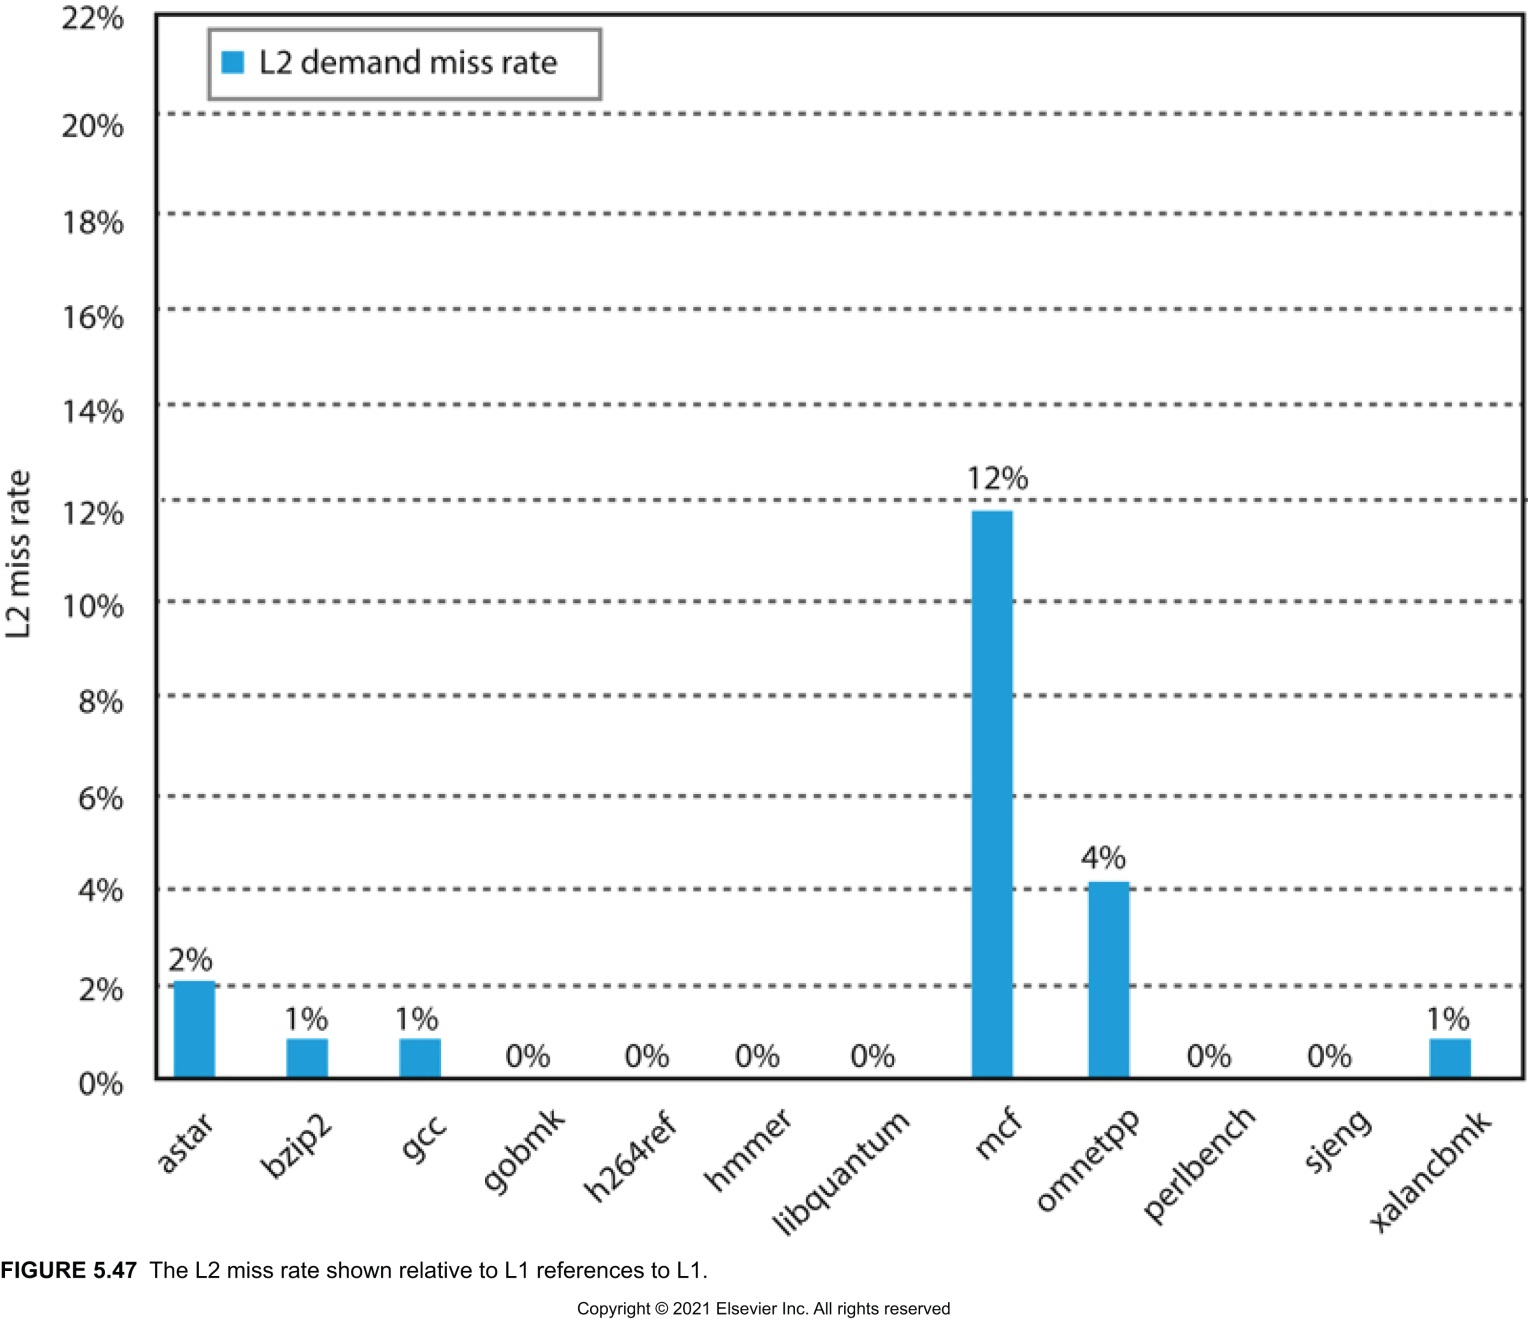 22%
L2 demand miss rate
20%
18%
16%
14%
12%
12%
10%
8%
6%
4%
4%
2%
2%
1%
1%
1%
0%
0%
0%
0%
0%
0%
0%
L2 miss rate
astar
bzip2
gcc
gobmk
h264ref
hmmer
libquantum
mcf
omnetpp
perlbench
sjeng
xalancbmk
FIGURE 5.47 The L2 miss rate shown relative to L1 references to L1.
Copyright © 2021 Elsevier Inc. All rights reserved